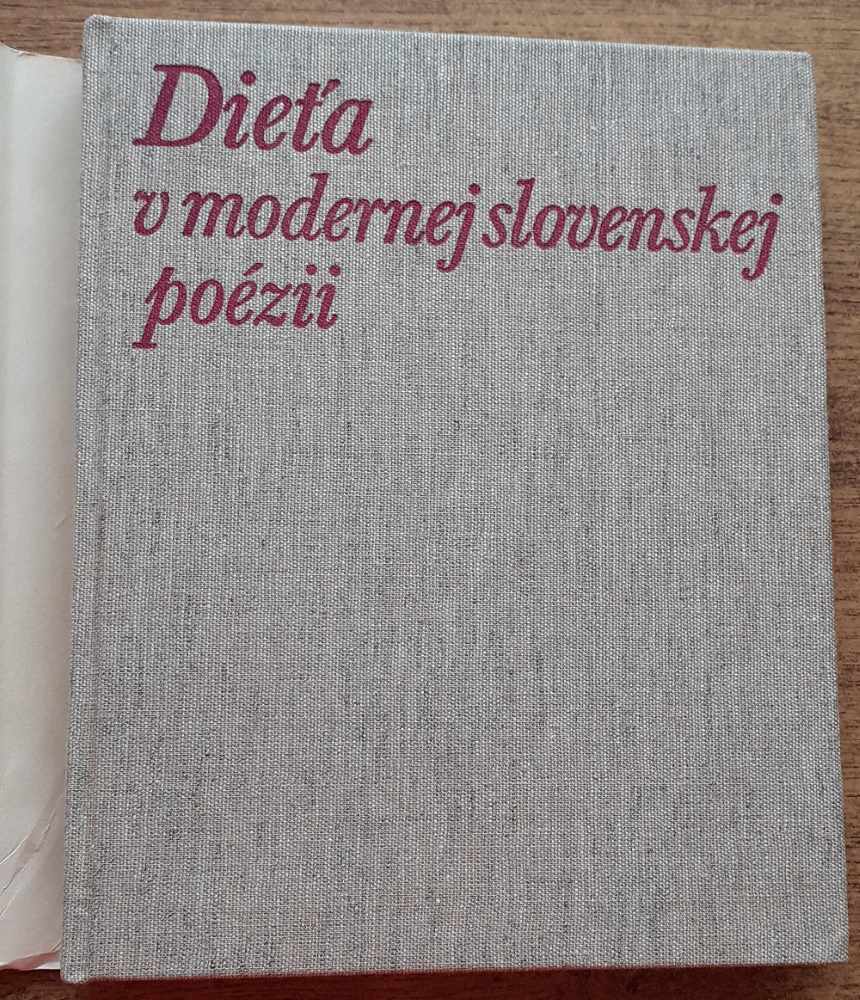 Dieťa
v modernej slovenskej
poézii